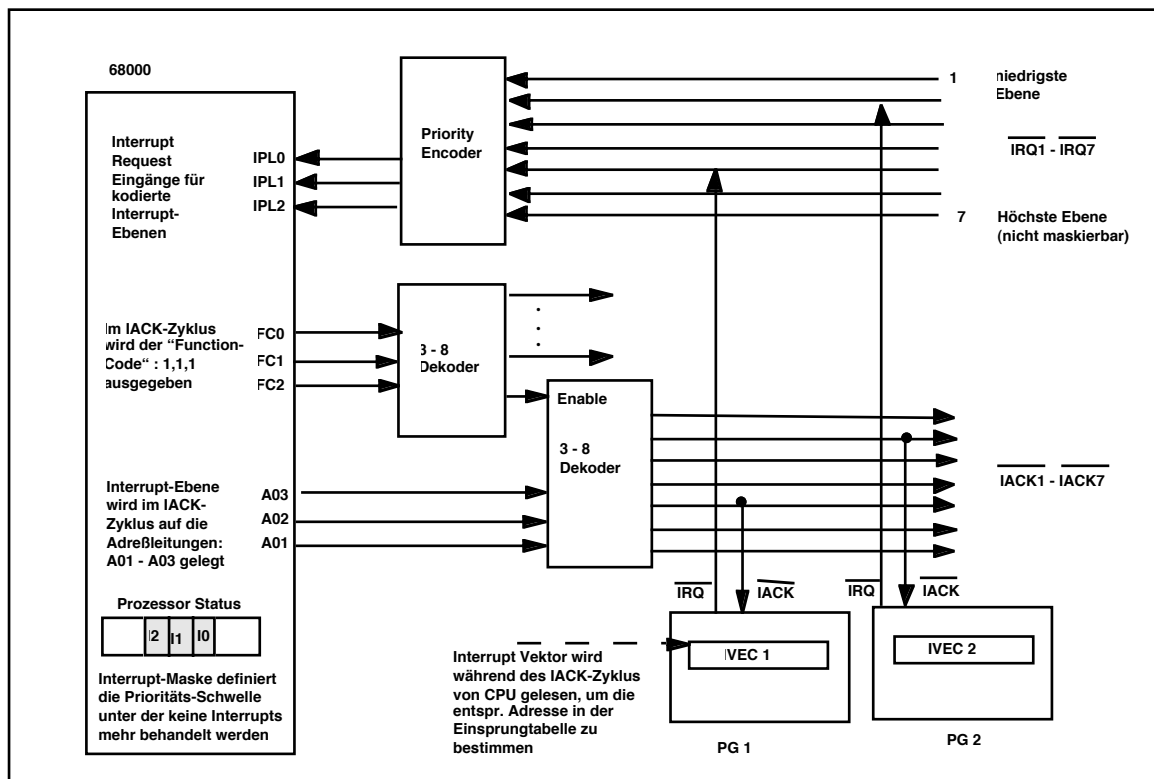 68000
Interrupt
Request
Eingänge für
kodierte
Interrupt-
Ebenen
IPL0
IPL1
IPL2
Priority
Encoder
1
niedrigste
Ebene
IRQ1 - IRQ7
7
Höchste Ebene
(nicht maskierbar)
Im IACK-Zyklus
wird der “Function-
Code“ : 1,1,1
ausgegeben
FC0
FC1
FC2
3 - 8
Dekoder
Enable
3 - 8
Dekoder
Interrupt-Ebene
wird im IACK-
Zyklus auf die
Adreßleitungen:
A01 - A03 gelegt
A03
A02
A01
IACK1 - IACK7
Prozessor Status
I2
I1
I0
Interrupt-Maske definiert
die Prioritäts-Schwelle
unter der keine Interrupts
mehr behandelt werden
IRQ
IACK
IRQ
IACK
Interrupt Vektor wird
während des IACK-Zyklus
von CPU gelesen, um die
entspr. Adresse in der
Einsprungtabelle zu
bestimmen
IVEC 1
IVEC 2
PG 1
PG 2